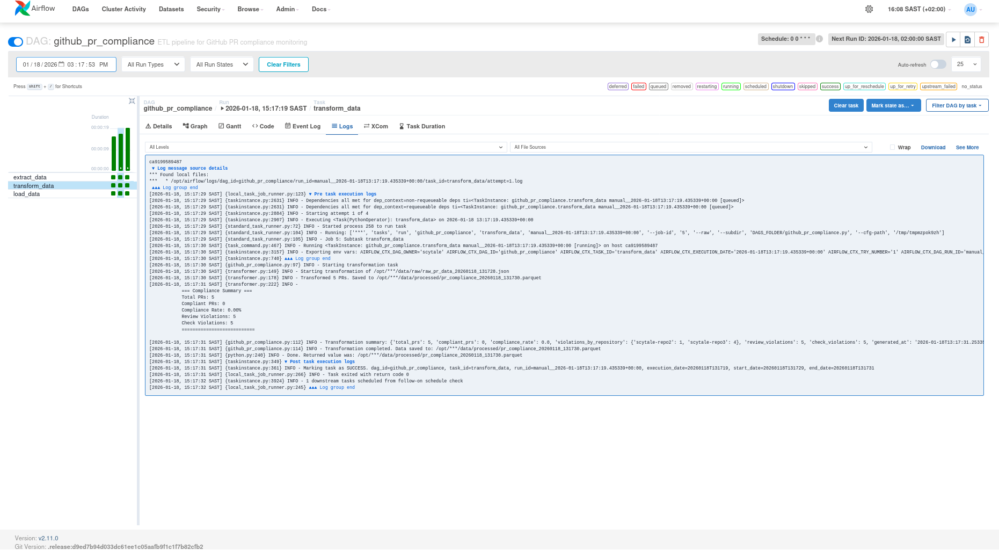 Airflow DAGs Cluster Activity Datasets Security Browse Admin Docs 16:08 SAST (+02:00) AU
DAG: github_pr_compliance ETL pipeline for GitHub PR compliance monitoring Schedule: 0 0 * * * i Next Run ID: 2026-01-18, 02:00:00 SAST
01 / 18 / 2026 03 : 17 : 53 PM All Run Types All Run States Clear Filters Auto-refresh 25
Press shift + / for Shortcuts deferred failed queued removed restarting running scheduled shutdown skipped success up_for_reschedule up_for_retry upstream_failed no_status
DAG Run Task
github_pr_compliance / 2026-01-18, 15:17:19 SAST / transform_data Clear task Mark state as... Filter DAG by task
Duration
00:00:19
00:00:09
00:00:00
extract_data
transform_data
load_data
Details Graph Gantt Code Event Log Logs XCom Task Duration
All Levels All File Sources Wrap Download See More
ca9199589487
▼ Log message source details
*** Found local files:
***   * /opt/airflow/logs/dag_id=github_pr_compliance/run_id=manual__2026-01-18T13:17:19.435339+00:00/task_id=transform_data/attempt=1.log
▲▲▲ Log group end
[2026-01-18, 15:17:29 SAST] {local_task_job_runner.py:123} ▼ Pre task execution logs
[2026-01-18, 15:17:29 SAST] {taskinstance.py:2631} INFO - Dependencies all met for dep_context=non-requeueable deps ti=<TaskInstance: github_pr_compliance.transform_data manual__2026-01-18T13:17:19.435339+00:00 [queued]>
[2026-01-18, 15:17:29 SAST] {taskinstance.py:2631} INFO - Dependencies all met for dep_context=requeueable deps ti=<TaskInstance: github_pr_compliance.transform_data manual__2026-01-18T13:17:19.435339+00:00 [queued]>
[2026-01-18, 15:17:29 SAST] {taskinstance.py:2884} INFO - Starting attempt 1 of 4
[2026-01-18, 15:17:29 SAST] {taskinstance.py:2907} INFO - Executing <Task(PythonOperator): transform_data> on 2026-01-18 13:17:19.435339+00:00
[2026-01-18, 15:17:29 SAST] {standard_task_runner.py:72} INFO - Started process 258 to run task
[2026-01-18, 15:17:29 SAST] {standard_task_runner.py:104} INFO - Running: ['***', 'tasks', 'run', 'github_pr_compliance', 'transform_data', 'manual__2026-01-18T13:17:19.435339+00:00', '--job-id', '5', '--raw', '--subdir', 'DAGS_FOLDER/github_pr_compliance.py', '--cfg-path', '/tmp/tmpmzpok9zh']
[2026-01-18, 15:17:29 SAST] {standard_task_runner.py:105} INFO - Job 5: Subtask transform_data
[2026-01-18, 15:17:30 SAST] {task_command.py:467} INFO - Running <TaskInstance: github_pr_compliance.transform_data manual__2026-01-18T13:17:19.435339+00:00 [running]> on host ca9199589487
[2026-01-18, 15:17:30 SAST] {taskinstance.py:3157} INFO - Exporting env vars: AIRFLOW_CTX_DAG_OWNER='scytale' AIRFLOW_CTX_DAG_ID='github_pr_compliance' AIRFLOW_CTX_TASK_ID='transform_data' AIRFLOW_CTX_EXECUTION_DATE='2026-01-18T13:17:19.435339+00:00' AIRFLOW_CTX_TRY_NUMBER='1' AIRFLOW_CTX_DAG_RUN_ID='manual_
[2026-01-18, 15:17:30 SAST] {taskinstance.py:740} ▲▲▲ Log group end
[2026-01-18, 15:17:30 SAST] {github_pr_compliance.py:97} INFO - Starting transformation task
[2026-01-18, 15:17:30 SAST] {transformer.py:149} INFO - Starting transformation of /opt/***/data/raw/raw_pr_data_20260118_131728.json
[2026-01-18, 15:17:30 SAST] {transformer.py:178} INFO - Transformed 5 PRs. Saved to /opt/***/data/processed/pr_compliance_20260118_131730.parquet
[2026-01-18, 15:17:31 SAST] {transformer.py:222} INFO -
=== Compliance Summary ===
Total PRs: 5
Compliant PRs: 0
Compliance Rate: 0.00%
Review Violations: 5
Check Violations: 5
===========================
[2026-01-18, 15:17:31 SAST] {github_pr_compliance.py:112} INFO - Transformation summary: {'total_prs': 5, 'compliant_prs': 0, 'compliance_rate': 0.0, 'violations_by_repository': {'scytale-repo2': 1, 'scytale-repo3': 4}, 'review_violations': 5, 'check_violations': 5, 'generated_at': '2026-01-18T13:17:31.25335
[2026-01-18, 15:17:31 SAST] {github_pr_compliance.py:114} INFO - Transformation completed. Data saved to: /opt/***/data/processed/pr_compliance_20260118_131730.parquet
[2026-01-18, 15:17:31 SAST] {python.py:240} INFO - Done. Returned value was: /opt/***/data/processed/pr_compliance_20260118_131730.parquet
[2026-01-18, 15:17:31 SAST] {taskinstance.py:349} ▼ Post task execution logs
[2026-01-18, 15:17:31 SAST] {taskinstance.py:361} INFO - Marking task as SUCCESS. dag_id=github_pr_compliance, task_id=transform_data, run_id=manual__2026-01-18T13:17:19.435339+00:00, execution_date=20260118T131719, start_date=20260118T131729, end_date=20260118T131731
[2026-01-18, 15:17:31 SAST] {local_task_job_runner.py:266} INFO - Task exited with return code 0
[2026-01-18, 15:17:32 SAST] {taskinstance.py:3924} INFO - 1 downstream tasks scheduled from follow-on schedule check
[2026-01-18, 15:17:32 SAST] {local_task_job_runner.py:245} ▲▲▲ Log group end
Version: v2.11.0
Git Version: .release:d9ed7b94d033dc61ee1c05aafb9f1c1f7b82cfb2